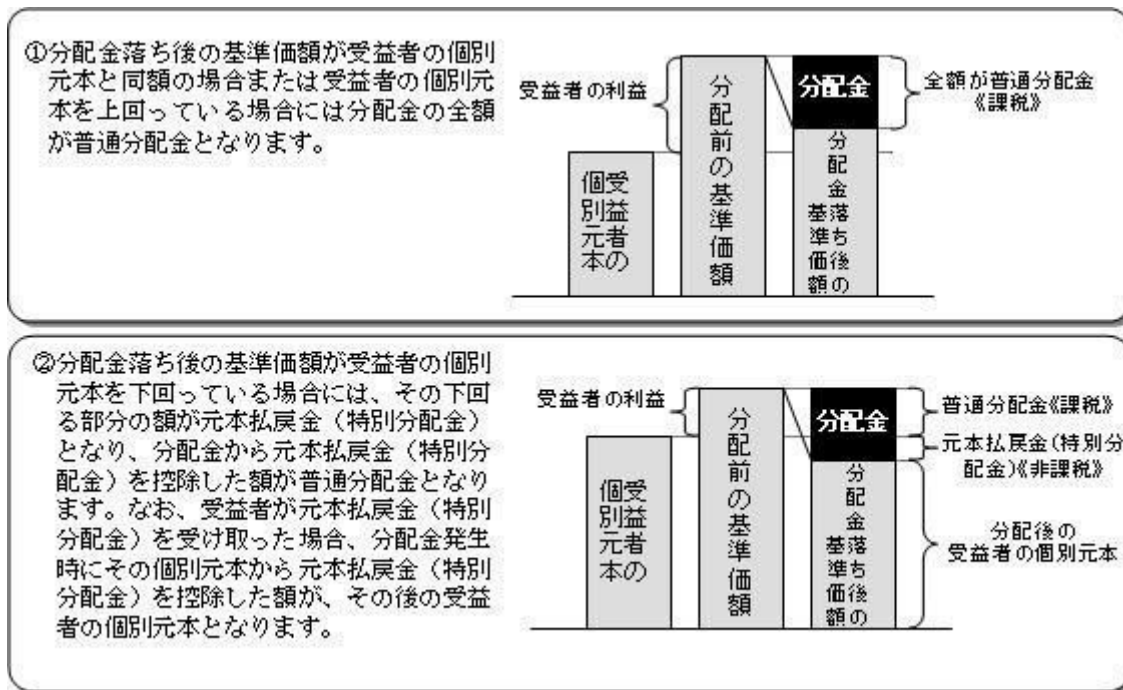 ①分配金落ち後の基準価額が受益者の個別
元本と同額の場合または受益者の個別元
本を上回っている場合には分配金の全額
が普通分配金となります。
受益者の利益
受益者の
個別元本
分配前の基準価額
分配金
分配金落ち後の
基準価額
全額が普通分配金
《課税》
②分配金落ち後の基準価額が受益者の個別
元本を下回っている場合には、その下回
る部分の額が元本払戻金（特別分配金）
となり、分配金から元本払戻金（特別分
配金）を控除した額が普通分配金となり
ます。なお、受益者が元本払戻金（特別
分配金）を受け取った場合、分配金発生
時にその個別元本から元本払戻金（特別
分配金）を控除した額が、その後の受益
者の個別元本となります。
受益者の利益
受益者の
個別元本
分配前の基準価額
分配金
分配金落ち後の
基準価額
普通分配金《課税》
元本払戻金(特別分
配金)《非課税》
分配後の
受益者の個別元本